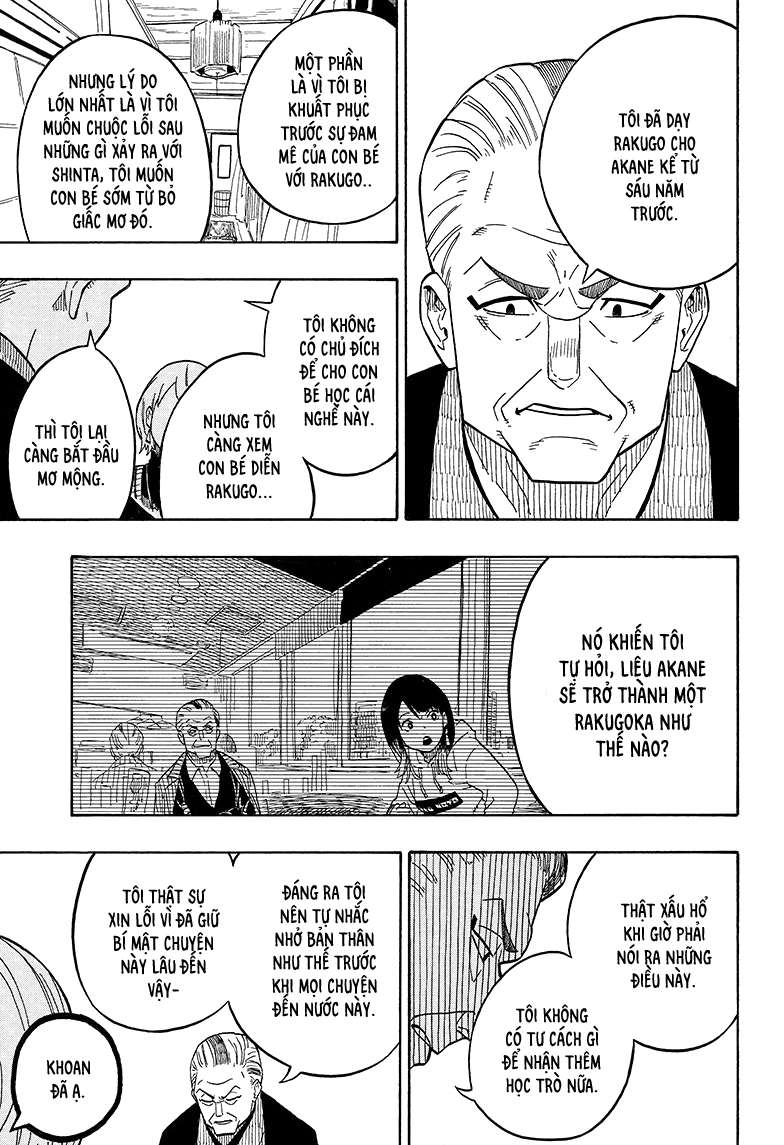 TÔI ĐÃ DẠY
RAKUGO CHO
AKANE KỂ TỪ
SÁU NĂM
TRƯỚC.
MỘT PHẦN
LÀ VÌ TÔI BỊ
KHUẤT PHỤC
TRƯỚC SỰ ĐAM
MÊ CỦA CON BÉ
VỚI RAKUGO..
NHƯNG LÝ DO
LỚN NHẤT LÀ VÌ TÔI
MUỐN CHUỘC LỖI SAU
NHỮNG GÌ XẢY RA VỚI
SHINTA, TÔI MUỐN
CON BÉ SỚM TỪ BỎ
GIẤC MƠ ĐÓ.
TÔI KHÔNG
CÓ CHỦ ĐÍCH
ĐỂ CHO CON
BÉ HỌC CÁI
NGHỀ NÀY.
NHƯNG TÔI
CÀNG XEM
CON BÉ DIỄN
RAKUGO...
THÌ TÔI LẠI
CÀNG BẮT ĐẦU
MƠ MỘNG.
NÓ KHIẾN TÔI
TỰ HỎI, LIỆU AKANE
SẼ TRỞ THÀNH MỘT
RAKUGOKA NHƯ
THẾ NÀO?
THẬT XẤU HỔ
KHI GIỜ PHẢI
NÓI RA NHỮNG
ĐIỀU NÀY.
TÔI KHÔNG
CÓ TƯ CÁCH GÌ
ĐỂ NHẬN THÊM
HỌC TRÒ NỮA.
ĐÁNG RA TÔI
NÊN TỰ NHẮC
NHỞ BẢN THÂN
NHƯ THẾ TRƯỚC
KHI MỌI CHUYỆN
ĐẾN NƯỚC NÀY.
TÔI THẬT SỰ
XIN LỖI VÌ ĐÃ GIỮ
BÍ MẬT CHUYỆN
NÀY LÂU ĐẾN
VẬY-
KHOAN
ĐÃ Ạ.